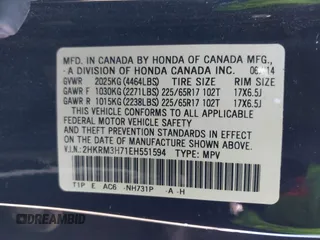 MFD. IN CANADA BY HONDA OF CANADA MFG.,
A DIVISION OF HONDA CANADA INC. 06/14
GVWR 2025KG (4464LBS) TIRE SIZE RIM SIZE
GAWR F 1030KG (2271LBS) 225/65R17 102T 17X6.5J
GAWR R 1015KG (2238LBS) 225/65R17 102T 17X6.5J
THIS VEHICLE CONFORMS TO ALL APPLICABLE
FEDERAL MOTOR VEHICLE SAFETY AND THEFT PREVENTION
STANDARDS IN EFFECT ON THE DATE OF MANUFACTURE
SHOWN ABOVE.
V.I.N.: 2HKRM3H71EH551594 TYPE: MPV
T1P E AC6 NH731P A -H
© DREAMBID